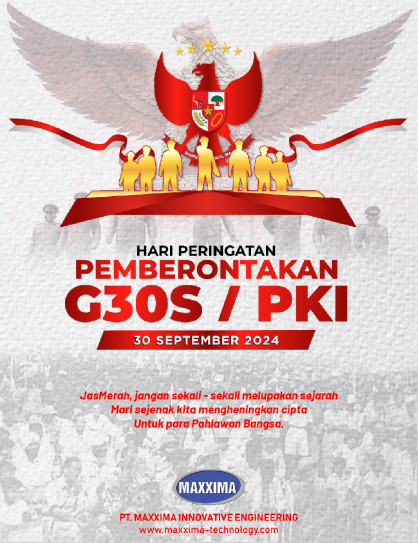 HARI PERINGATAN
PEMBERONTAKAN
G30S / PKI
30 SEPTEMBER 2024
JasMerah, jangan sekali - sekali melupakan sejarah
Mari sejenak kita mengheningkan cipta
Untuk para Pahlawan Bangsa.
MAXXIMA
PT. MAXXIMA INNOVATIVE ENGINEERING
www.maxxima-technology.com